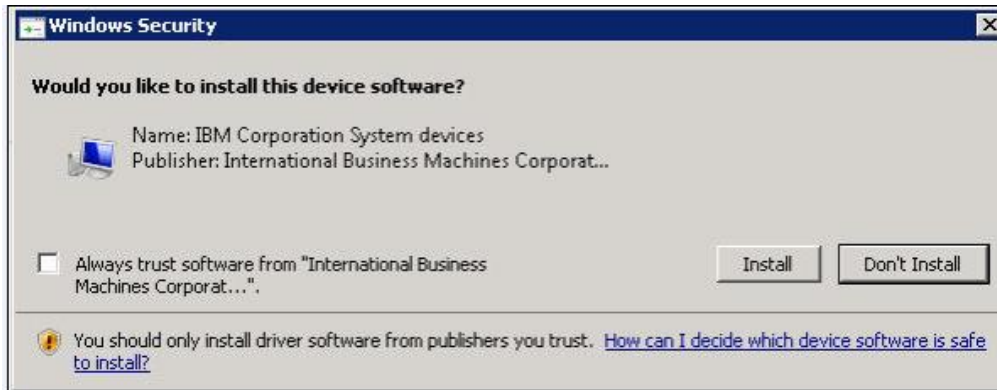 Windows Security
Would you like to install this device software?
Name: IBM Corporation System devices
Publisher: International Business Machines Corporat...
Always trust software from "International Business
Machines Corporat...".
Install
Don't Install
You should only install driver software from publishers you trust. How can I decide which device software is safe
to install?